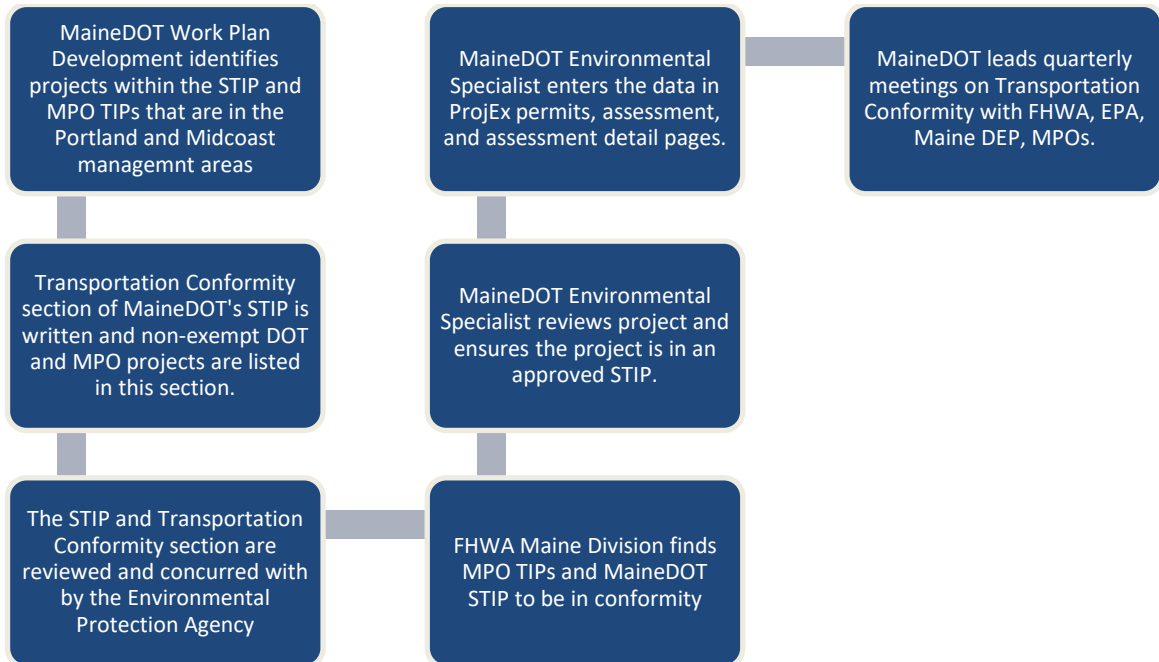 MaineDOT Work Plan
Development identifies
projects within the STIP and
MPO TIPs that are in the
Portland and Midcoast
managemnt areas
Transportation Conformity
section of MaineDOT's STIP is
written and non-exempt DOT
and MPO projects are listed
in this section.
The STIP and Transportation
Conformity section are
reviewed and concurred with
by the Environmental
Protection Agency
FHWA Maine Division finds
MPO TIPs and MaineDOT
STIP to be in conformity
MaineDOT Environmental
Specialist reviews project and
ensures the project is in an
approved STIP.
MaineDOT Environmental
Specialist enters the data in
ProjEx permits, assessment,
and assessment detail pages.
MaineDOT leads quarterly
meetings on Transportation
Conformity with FHWA, EPA,
Maine DEP, MPOs.